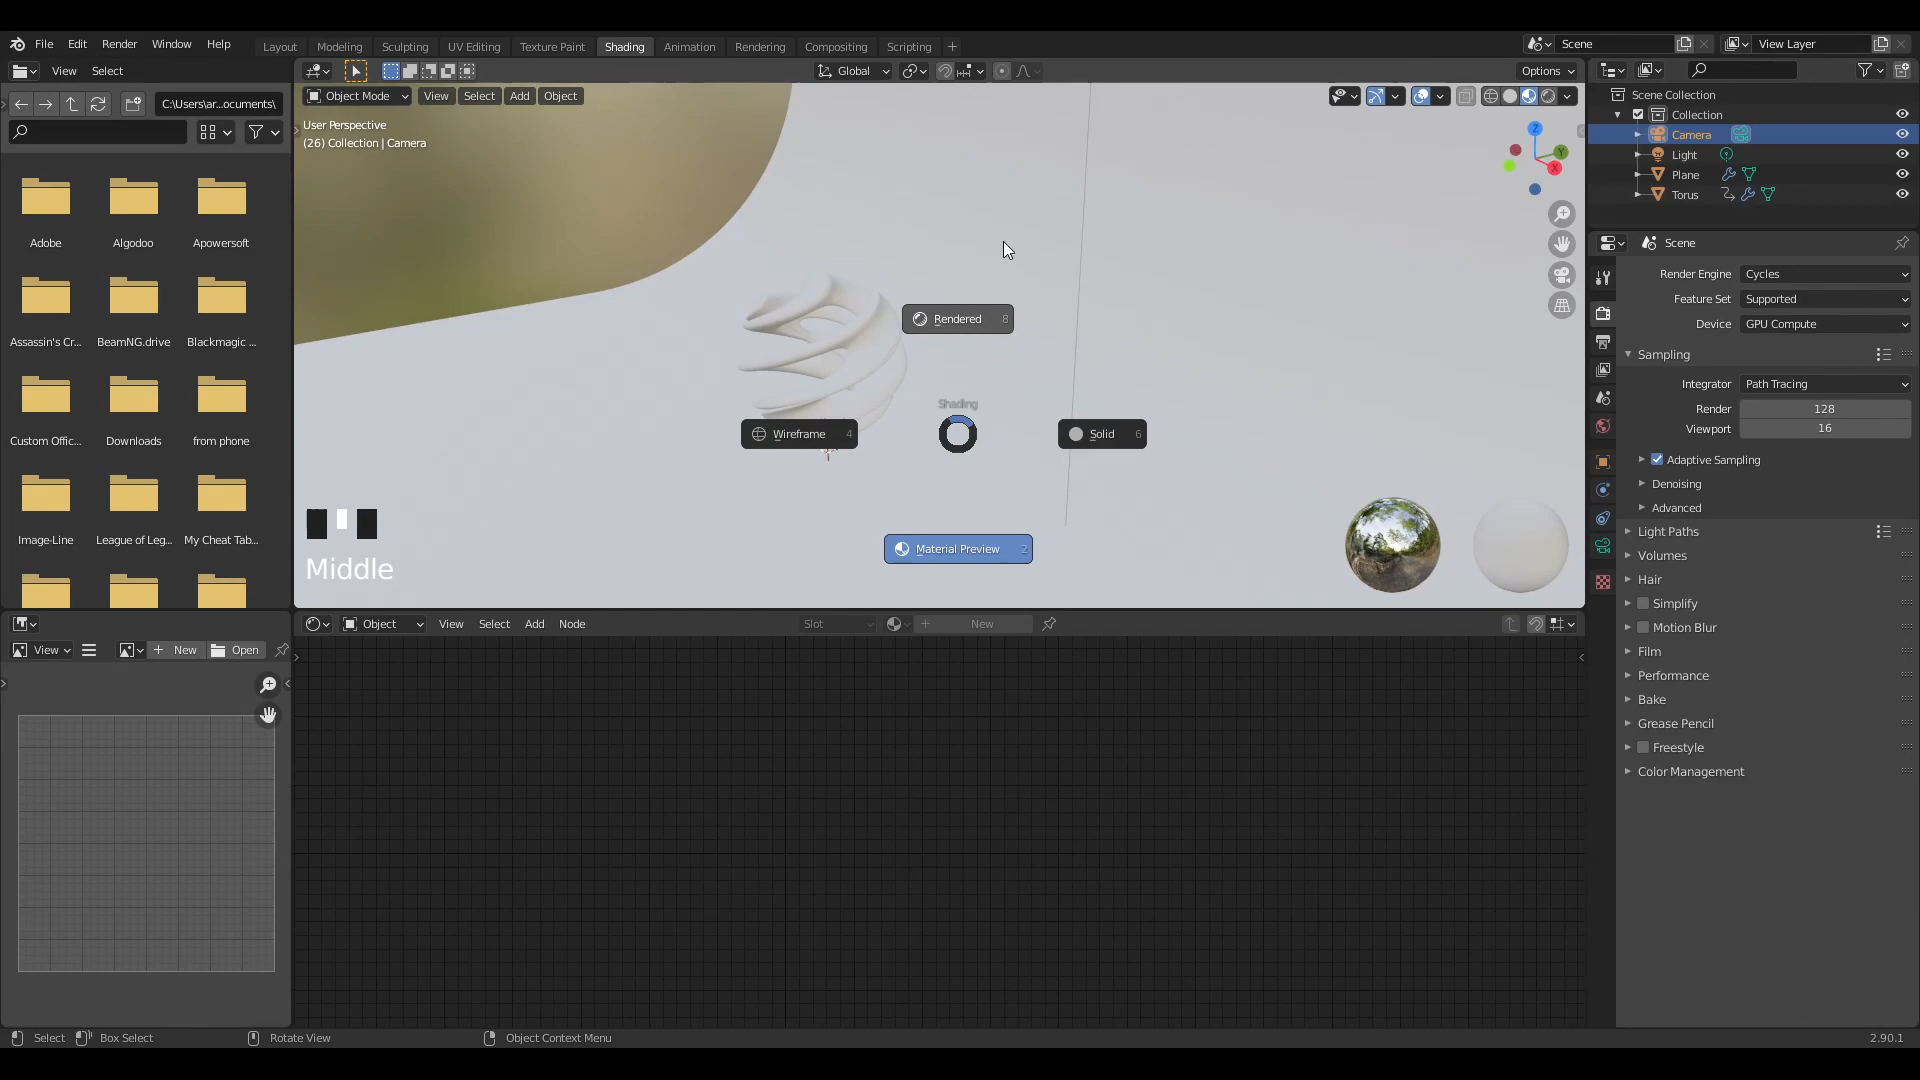 File Edit Render Window Help Layout Modeling Sculpting UV Editing Texture Paint Shading Animation Rendering Compositing Scripting + Scene View Layer
View Select
Global
Options
C:\Users\ar...ocuments\
Object Mode View Select Add Object
User Perspective
(26) Collection | Camera
Z
Y
X
Adobe Algodoo Apowersoft
Assassin's Cr... BeamNG.drive Blackmagic ...
Custom Offic... Downloads from phone
Image-Line League of Leg... My Cheat Tab...
Rendered 8
Shading
Wireframe 4
Solid 6
Material Preview 2
Middle
Scene Collection
Collection
Camera
Light
Plane
Torus
Scene
Render Engine Cycles
Feature Set Supported
Device GPU Compute
Sampling
Integrator Path Tracing
Render 128
Viewport 16
Adaptive Sampling
Denoising
Advanced
Light Paths
Volumes
Hair
Simplify
Motion Blur
Film
Performance
Bake
Grease Pencil
Freestyle
Color Management
View + New Open
Object View Select Add Node Slot + New
Select Box Select Rotate View Object Context Menu 2.90.1